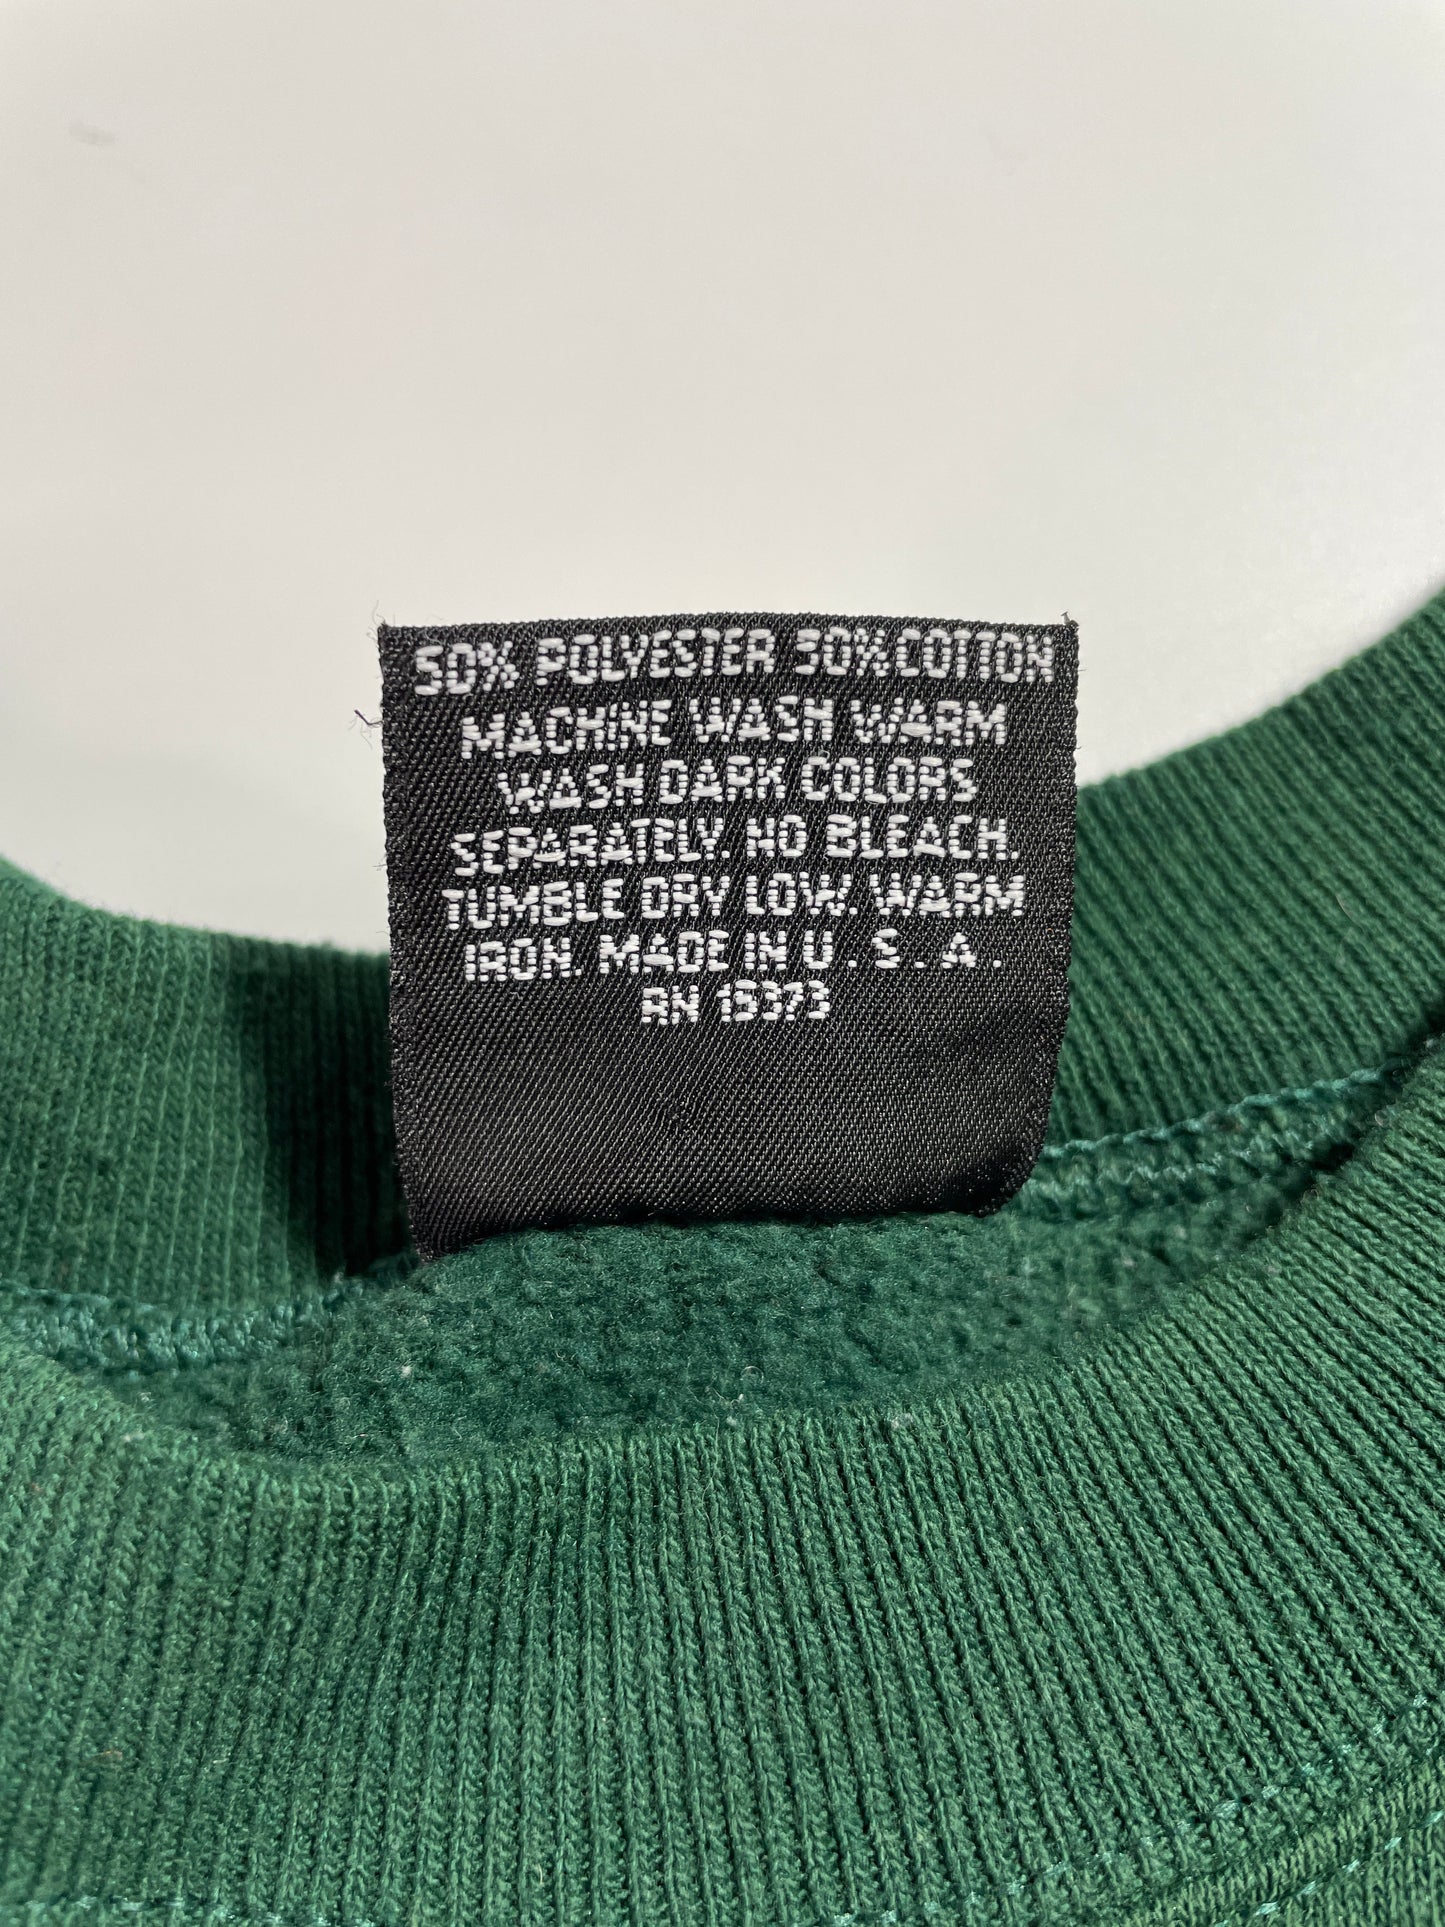 50% POLYESTER 50% COTTON
MACHINE WASH WARM
WASH DARK COLORS
SEPARATELY. NO BLEACH.
TUMBLE DRY LOW. WARM
IRON. MADE IN U.S.A.
RN 15373